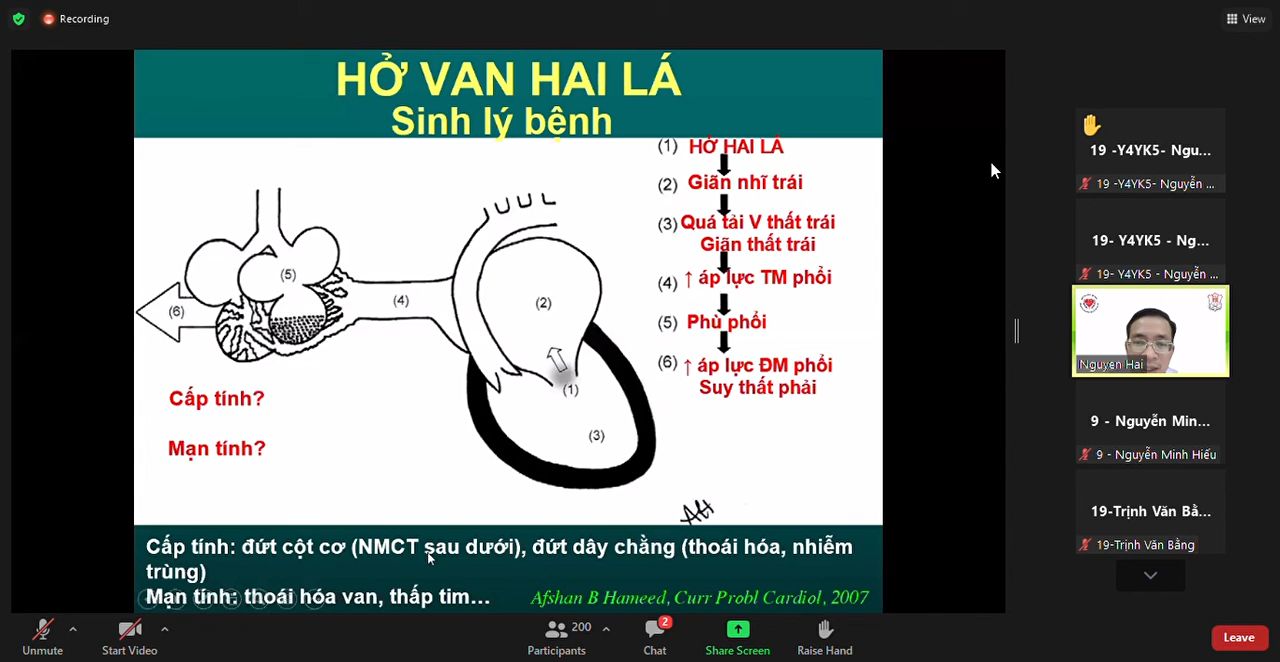 Recording
View
HỞ VAN HAI LÁ
Sinh lý bệnh
(1) HỞ HAI LÁ
(2) Giãn nhĩ trái
(3) Quá tải V thất trái
Giãn thất trái
(4) ↑ áp lực TM phổi
(5) Phù phổi
(6) ↑ áp lực ĐM phổi
Suy thất phải
(5)
(6)
(4)
(2)
(1)
(3)
Cấp tính?
Mạn tính?
Cấp tính: đứt cột cơ (NMCT sau dưới), đứt dây chằng (thoái hóa, nhiễm
trùng)
Mạn tính: thoái hóa van, thấp tim...
Afshan B Hameed, Curr Probl Cardiol, 2007
19 -Y4YK5- Ngu...
19 -Y4YK5- Nguyễn ...
19- Y4YK5 - Ng...
19- Y4YK5 - Nguyễn ...
Nguyen Hai
9 - Nguyễn Min...
9 - Nguyễn Minh Hiếu
19-Trịnh Văn Bằ...
19-Trịnh Văn Bằng
Unmute
Start Video
200
Participants
2
Chat
Share Screen
Raise Hand
Leave